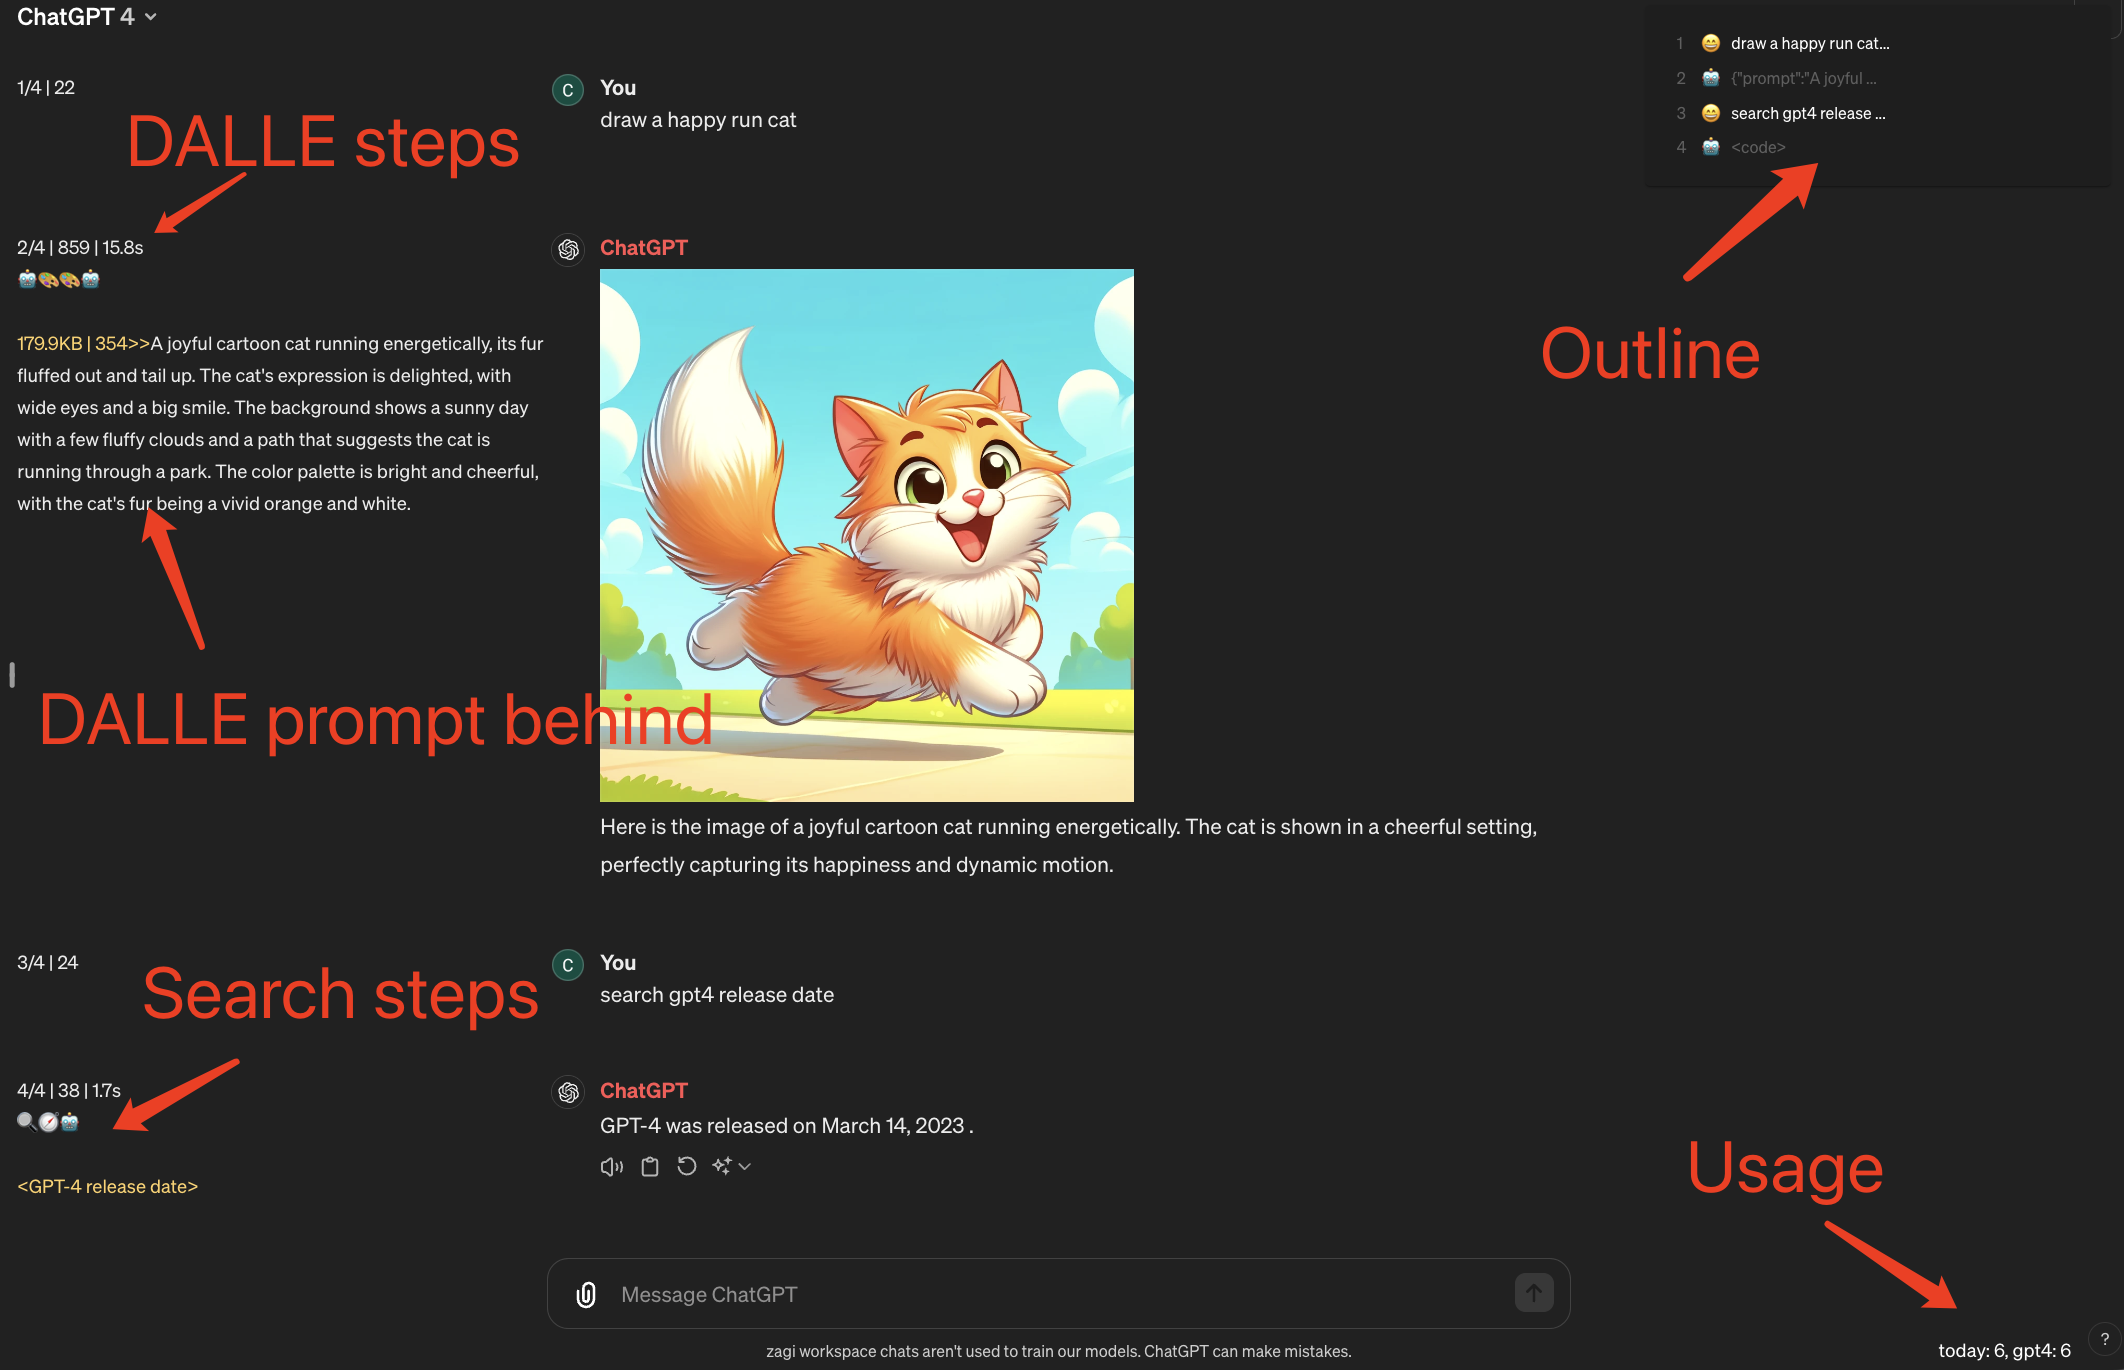 ChatGPT 4
1/4 | 22
DALLE steps
You
C
draw a happy run cat
1 😄 draw a happy run cat...
2 🤖 {"prompt":"A joyful ...
3 😄 search gpt4 release ...
4 🤖 <code>
Outline
2/4 | 859 | 15.8s
🤖🎨🎨🤖
179.9KB | 354>>A joyful cartoon cat running energetically, its fur
fluffed out and tail up. The cat's expression is delighted, with
wide eyes and a big smile. The background shows a sunny day
with a few fluffy clouds and a path that suggests the cat is
running through a park. The color palette is bright and cheerful,
with the cat's fur being a vivid orange and white.
DALLE prompt behind
ChatGPT
Here is the image of a joyful cartoon cat running energetically. The cat is shown in a cheerful setting,
perfectly capturing its happiness and dynamic motion.
3/4 | 24
Search steps
C
You
search gpt4 release date
4/4 | 38 | 1.7s
🔍🧭🤖
<GPT-4 release date>
ChatGPT
GPT-4 was released on March 14, 2023 .
Usage
Message ChatGPT
zagi workspace chats aren't used to train our models. ChatGPT can make mistakes.
today: 6, gpt4: 6
?